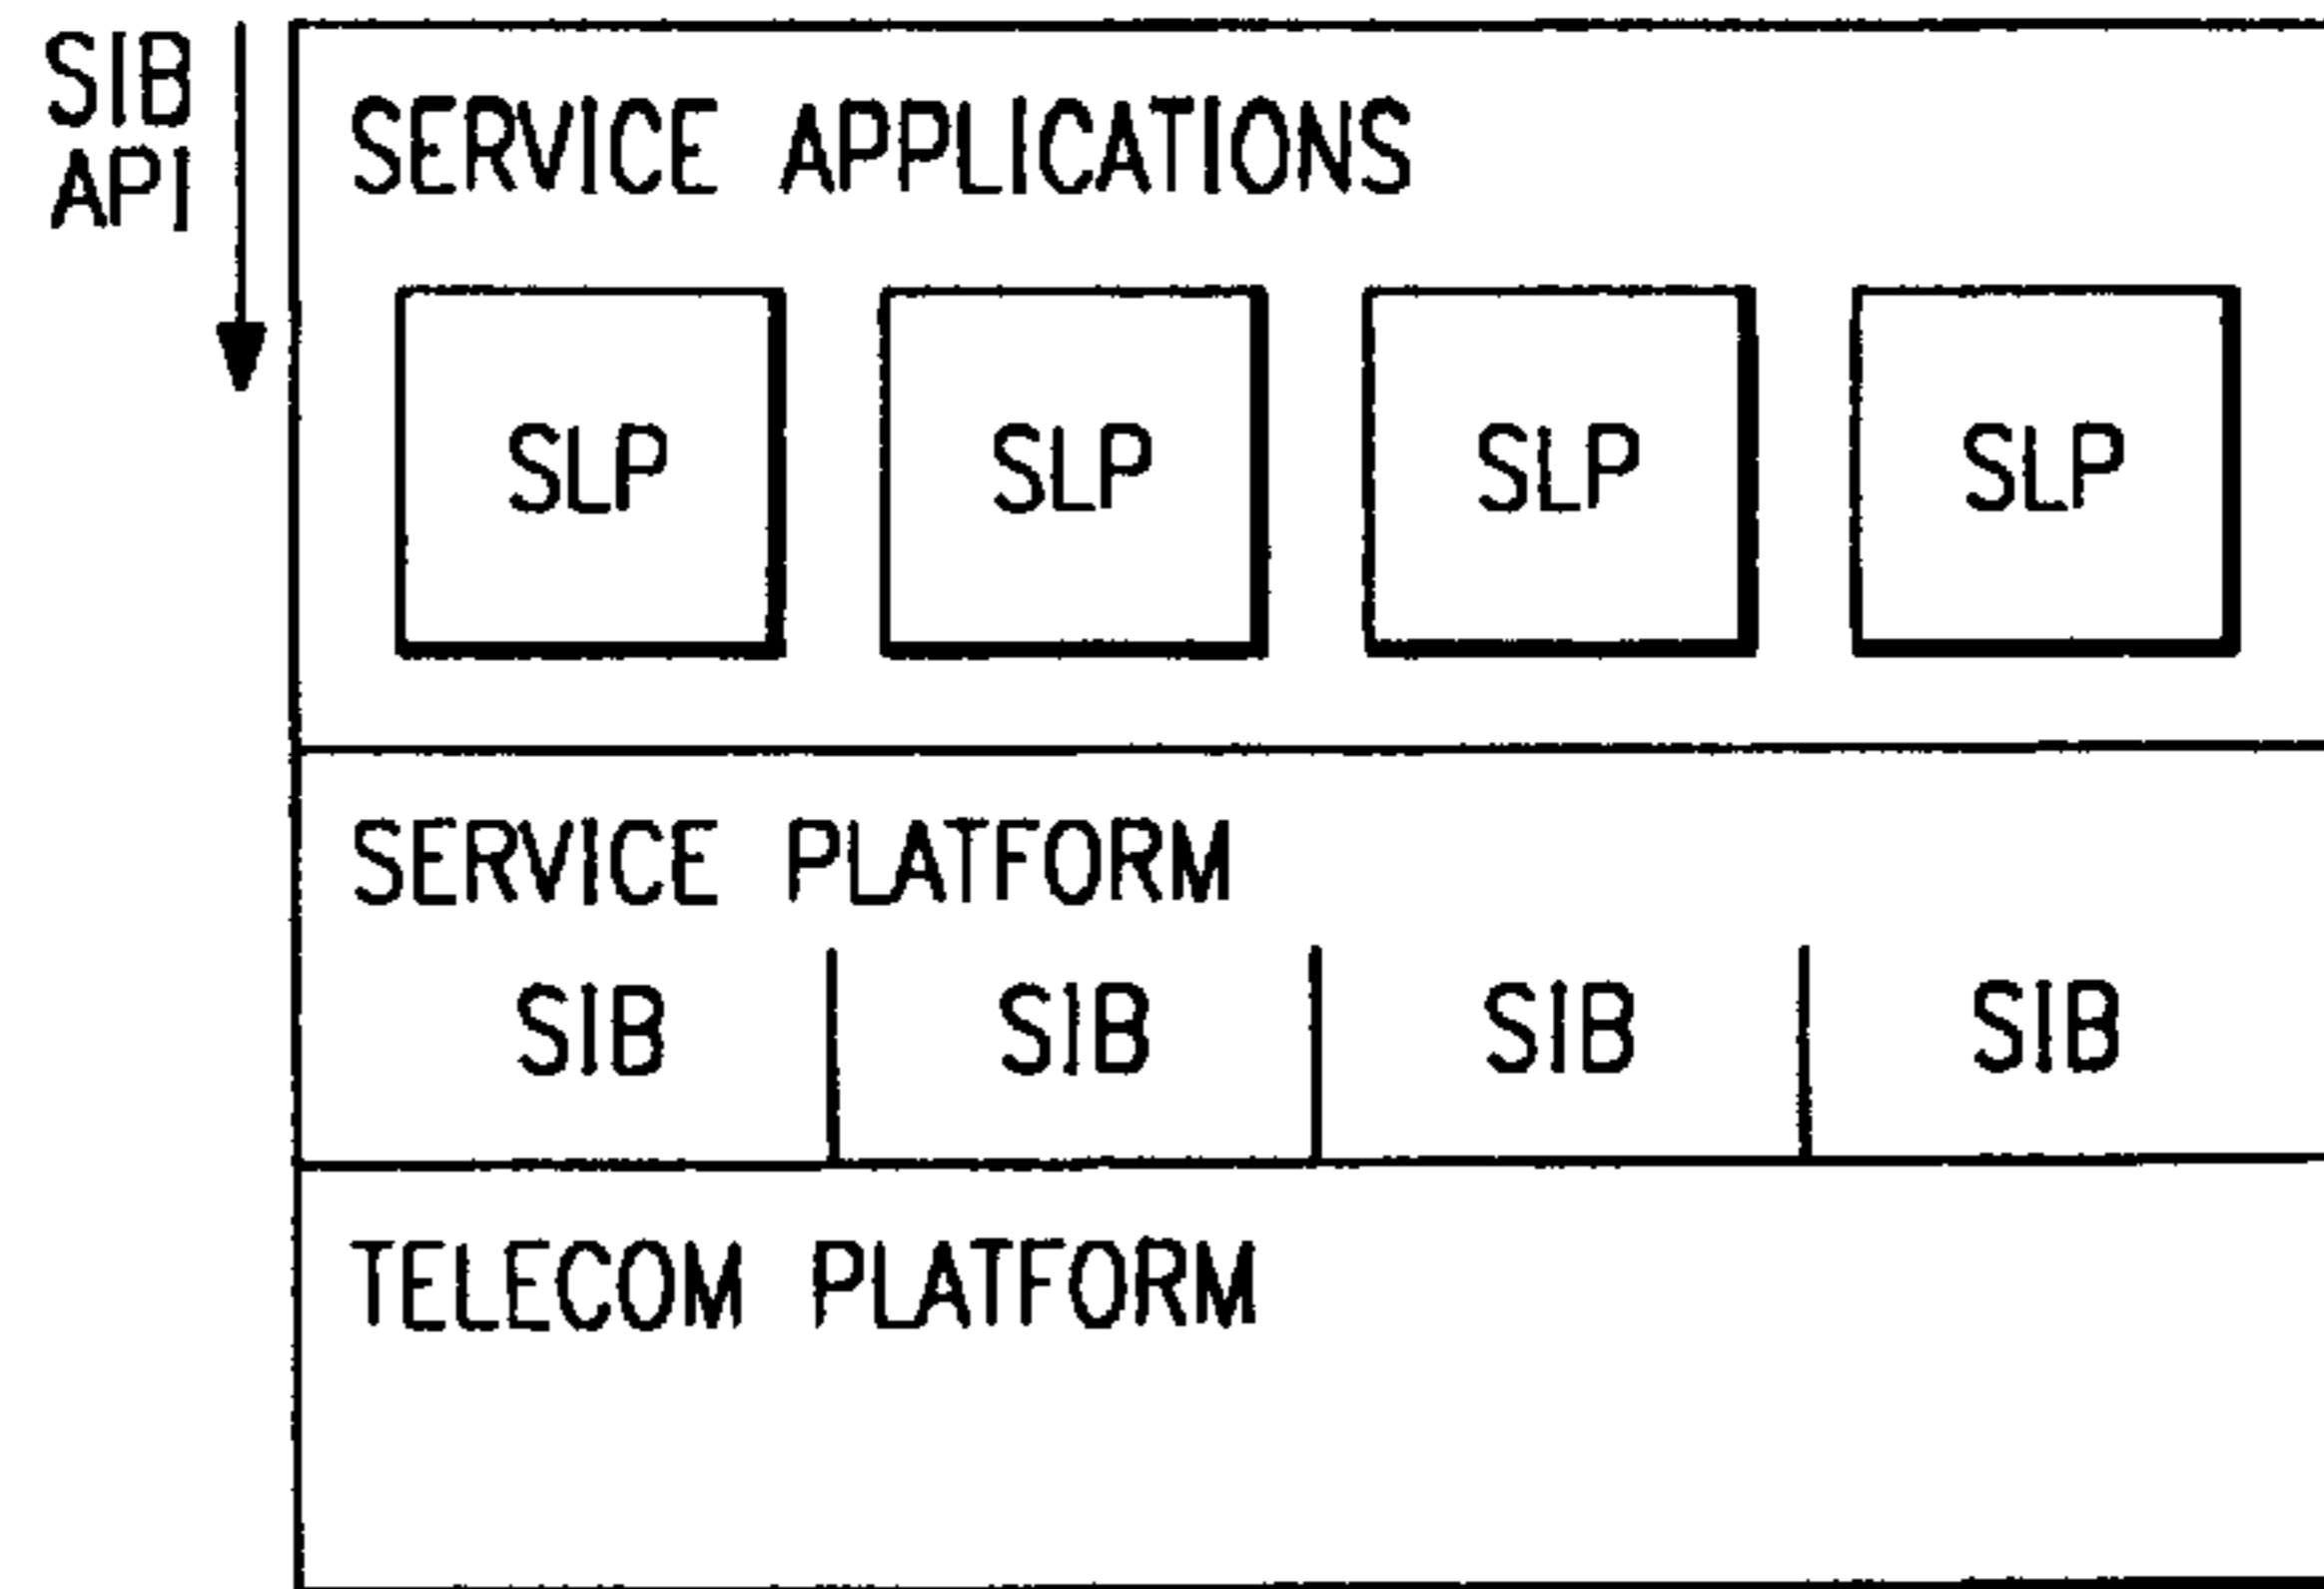 SIB
API
SERVICE APPLICATIONS
SLP SLP SLP SLP
SERVICE PLATFORM
SIB SIB SIB SIB
TELECOM PLATFORM